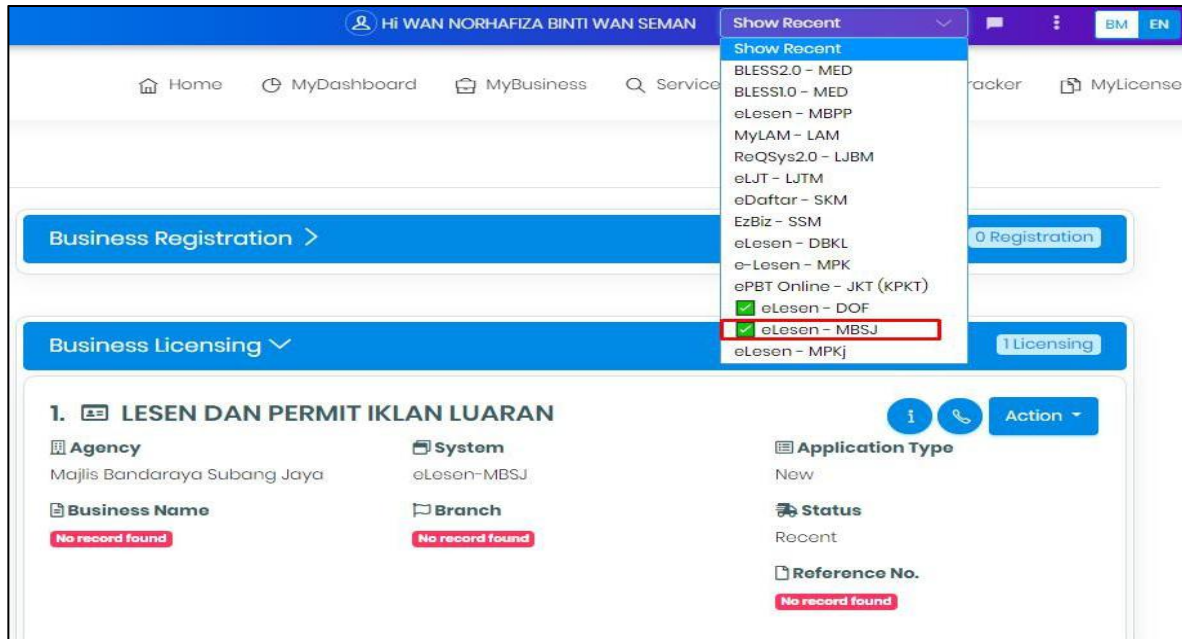 Hi WAN NORHAFIZA BINTI WAN SEMAN
Show Recent
BM EN
Show Recent
BLESS2.0 - MED
BLESS1.0 - MED
eLesen - MBPP
MyLAM - LAM
ReQSys2.0 - LJBM
eLJT - LJTM
eDaftar - SKM
EzBiz - SSM
eLesen - DBKL
e-Lesen - MPK
ePBT Online - JKT (KPKT)
eLesen - DOF
eLesen - MBSJ
eLesen - MPKj
Home MyDashboard MyBusiness Service racker MyLicense
Business Registration > 0 Registration
Business Licensing 1 Licensing
1. LESEN DAN PERMIT IKLAN LUARAN
i Action
Agency System Application Type
Majlis Bandaraya Subang Jaya eLesen-MBSJ New
Business Name Branch Status
No record found No record found Recent
Reference No.
No record found